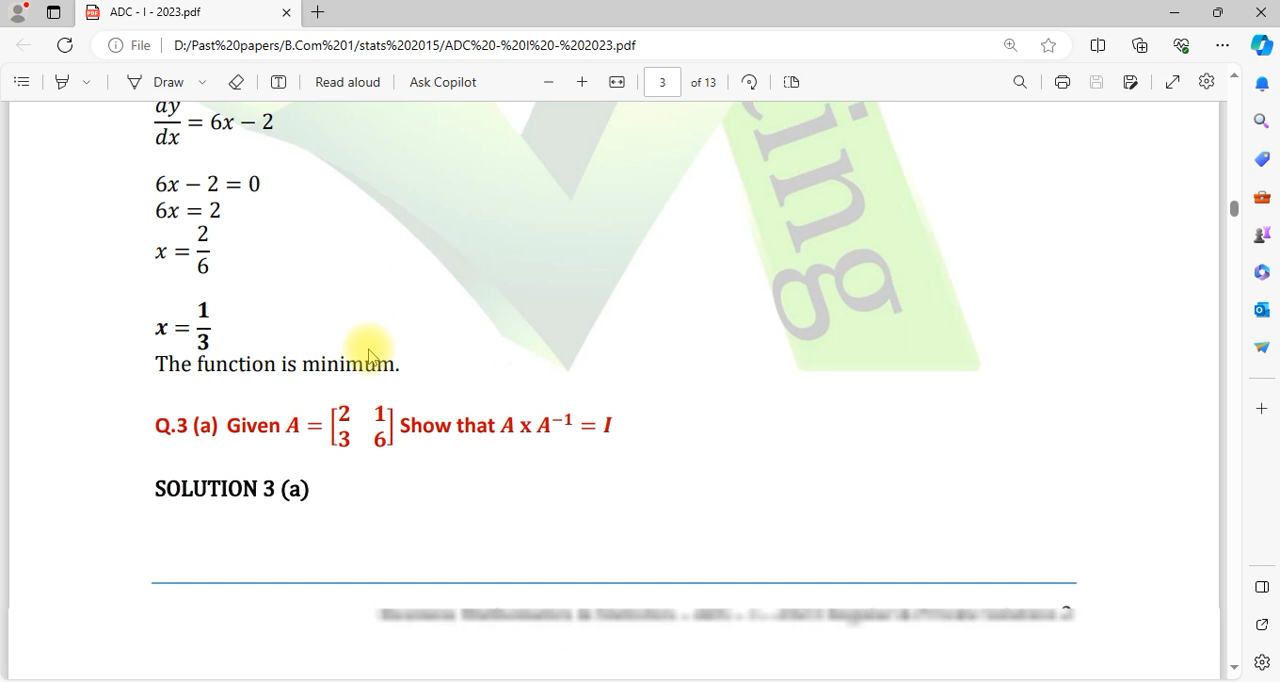 ADC - I - 2023.pdf
File D:/Past%20papers/B.Com%201/stats%202015/ADC%20-%20I%20-%202023.pdf
Draw Read aloud Ask Copilot 3 of 13
dy/dx = 6x − 2
6x − 2 = 0
6x = 2
x = 2/6
x = 1/3
The function is minimum.
Q.3 (a) Given A = [2 1; 3 6] Show that A x A⁻¹ = I
SOLUTION 3 (a)
cing